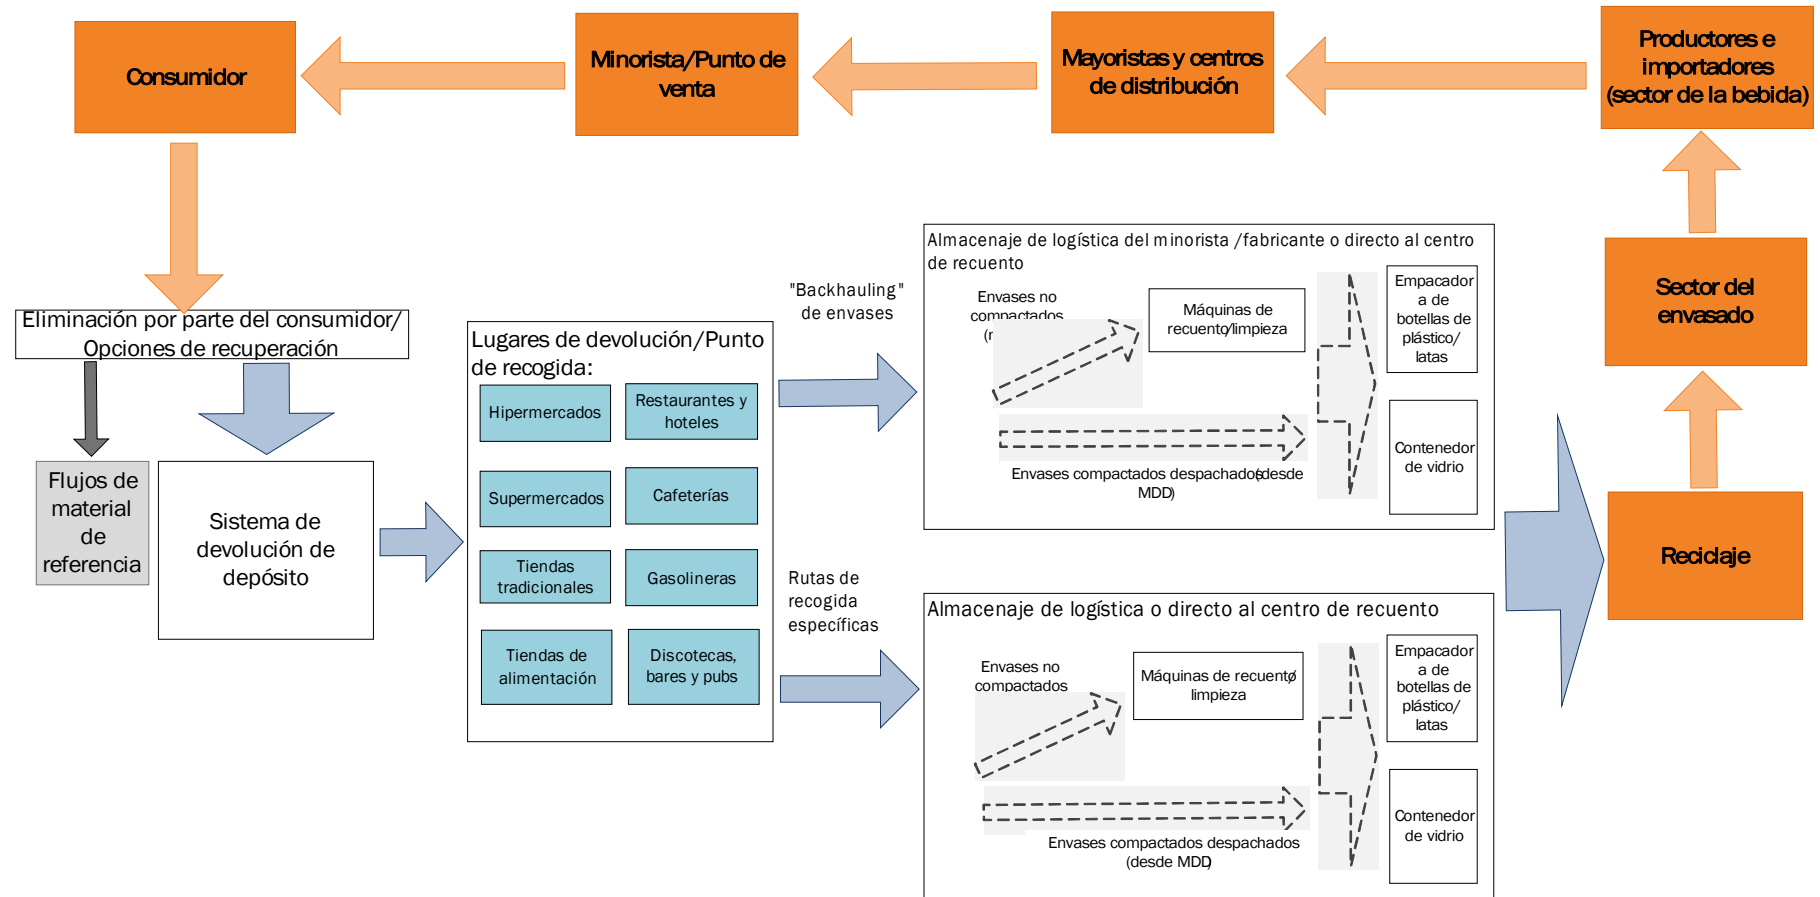 Consumidor
Minorista/Punto de
venta
Mayoristas y centros
de distribución
Productores e
importadores
(sector de la bebida)
Sector del
envasado
Reciclaje
Eliminación por parte del consumidor/
Opciones de recuperación
Flujos de
material
de
referencia
Sistema de
devolución de
depósito
Lugares de devolución/Punto
de recogida:
Hipermercados
Restaurantes y
hoteles
Supermercados
Cafeterías
Tiendas
tradicionales
Gasolineras
Tiendas de
alimentación
Discotecas,
bares y pubs
"Backhauling"
de envases
Rutas de
recogida
específicas
Almacenaje de logística del minorista /fabricante o directo al centro
de recuento
Envases no
compactados
Máquinas de
recuento/limpieza
Envases compactados despachados(desde
MDD)
Empacador
a de
botellas de
plástico/
latas
Contenedor
de vidrio
Almacenaje de logística o directo al centro de recuento
Envases no
compactados
Máquinas de recuento/
limpieza
Envases compactados despachados
(desde MDD)
Empacador
a de
botellas de
plástico/
latas
Contenedor
de vidrio